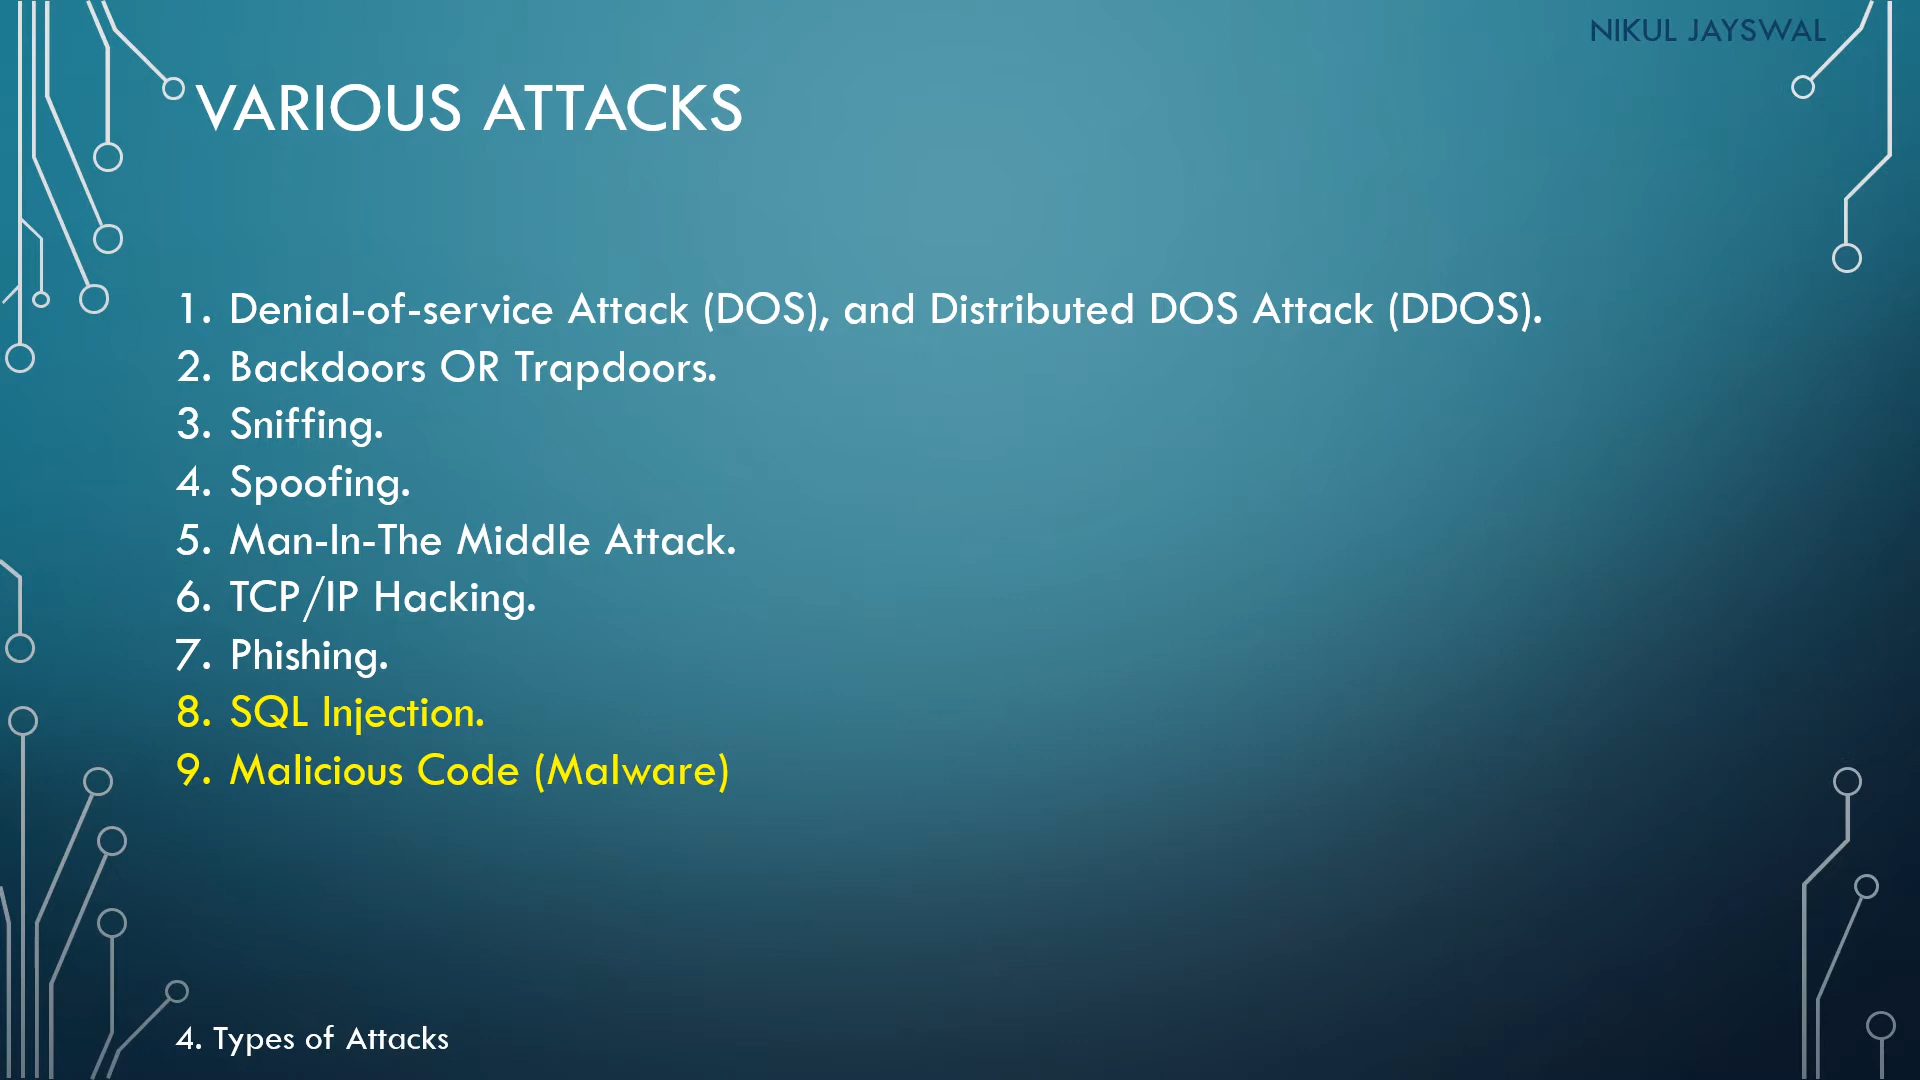 NIKUL JAYSWAL
VARIOUS ATTACKS
1. Denial-of-service Attack (DOS), and Distributed DOS Attack (DDOS).
2. Backdoors OR Trapdoors.
3. Sniffing.
4. Spoofing.
5. Man-In-The Middle Attack.
6. TCP/IP Hacking.
7. Phishing.
8. SQL Injection.
9. Malicious Code (Malware)
4. Types of Attacks